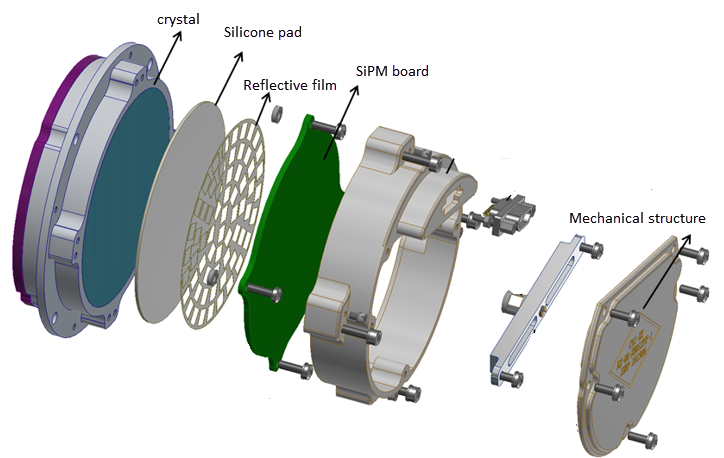 crystal
Silicone pad
Reflective film
SiPM board
Mechanical structure